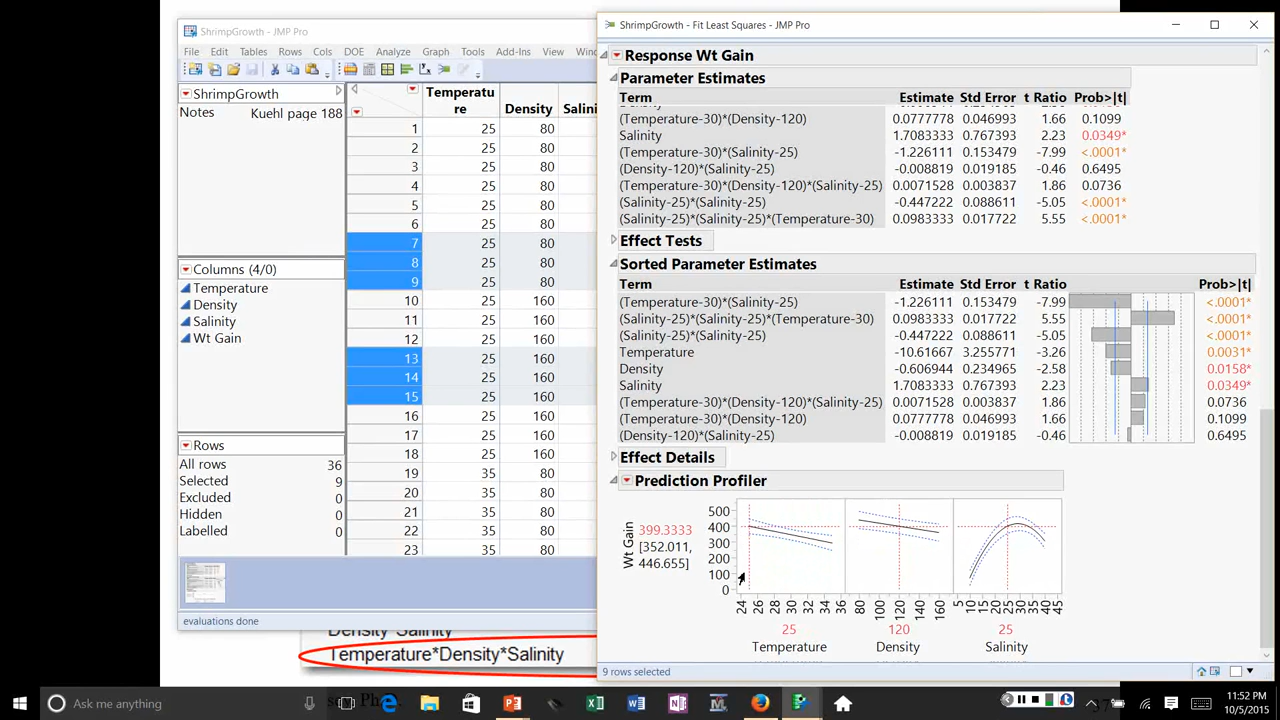 ShrimpGrowth - JMP Pro
File Edit Tables Rows Cols DOE Analyze Graph Tools Add-Ins View
ShrimpGrowth
Notes Kuehl page 188
Columns (4/0)
Temperature
Density
Salinity
Wt Gain
Rows
All rows 36
Selected 9
Excluded 0
Hidden 0
Labelled 0
evaluations done
Temperatu
re Density Salini
1 25 80
2 25 80
3 25 80
4 25 80
5 25 80
6 25 80
7 25 80
8 25 80
9 25 80
10 25 160
11 25 160
12 25 160
13 25 160
14 25 160
15 25 160
16 25 160
17 25 160
18 25 160
19 35 80
20 35 80
21 35 80
22 35 80
23 35 80
Density Salinity
Temperature*Density*Salinity
ShrimpGrowth - Fit Least Squares - JMP Pro
Response Wt Gain
Parameter Estimates
Term Estimate Std Error t Ratio Prob>|t|
(Temperature-30)*(Density-120) 0.0777778 0.046993 1.66 0.1099
Salinity 1.7083333 0.767393 2.23 0.0349*
(Temperature-30)*(Salinity-25) -1.226111 0.153479 -7.99 <.0001*
(Density-120)*(Salinity-25) -0.008819 0.019185 -0.46 0.6495
(Temperature-30)*(Density-120)*(Salinity-25) 0.0071528 0.003837 1.86 0.0736
(Salinity-25)*(Salinity-25) -0.447222 0.088611 -5.05 <.0001*
(Salinity-25)*(Salinity-25)*(Temperature-30) 0.0983333 0.017722 5.55 <.0001*
Effect Tests
Sorted Parameter Estimates
Term Estimate Std Error t Ratio Prob>|t|
(Temperature-30)*(Salinity-25) -1.226111 0.153479 -7.99 <.0001*
(Salinity-25)*(Salinity-25)*(Temperature-30) 0.0983333 0.017722 5.55 <.0001*
(Salinity-25)*(Salinity-25) -0.447222 0.088611 -5.05 <.0001*
Temperature -10.61667 3.255771 -3.26 0.0031*
Density -0.606944 0.234965 -2.58 0.0158*
Salinity 1.7083333 0.767393 2.23 0.0349*
(Temperature-30)*(Density-120)*(Salinity-25) 0.0071528 0.003837 1.86 0.0736
(Temperature-30)*(Density-120) 0.0777778 0.046993 1.66 0.1099
(Density-120)*(Salinity-25) -0.008819 0.019185 -0.46 0.6495
Effect Details
Prediction Profiler
Wt Gain
399.3333
[352.011,
446.655]
500
400
300
200
100
0
24 26 28 30 32 34 36 80 100 120 140 160 5 10 15 20 25 30 35 40 45
25 120 25
Temperature Density Salinity
9 rows selected
Ask me anything
11:52 PM
10/5/2015